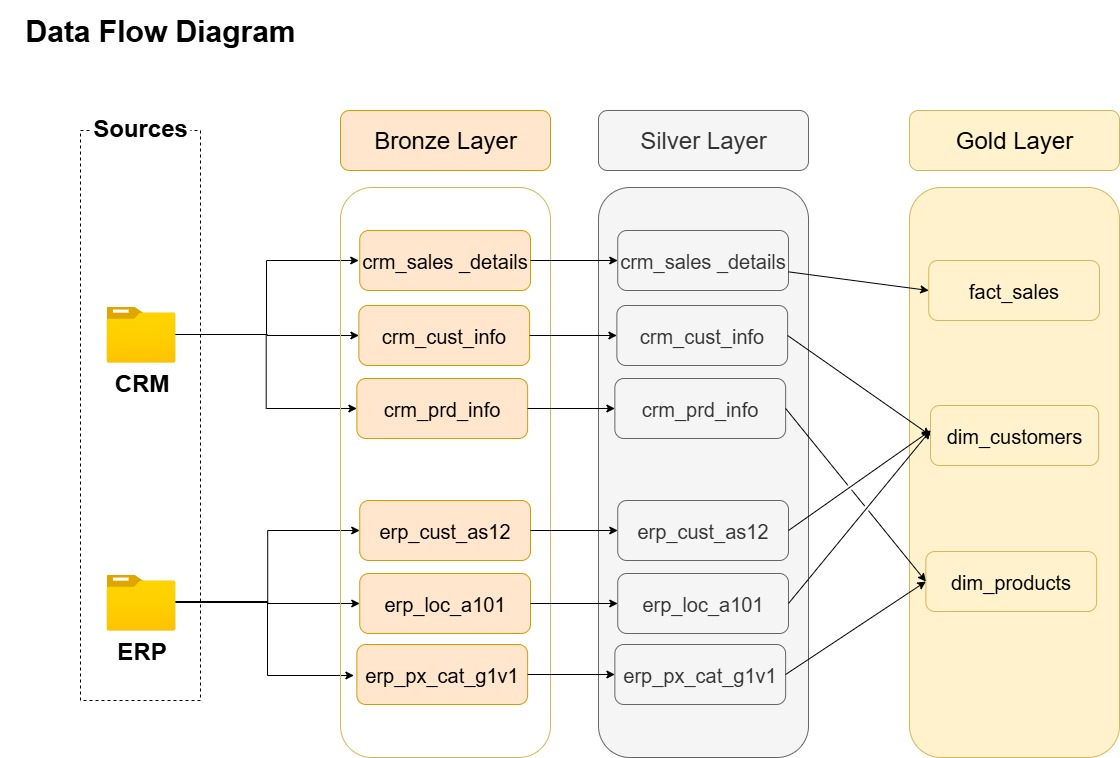 Data Flow Diagram
Sources
Bronze Layer
Silver Layer
Gold Layer
crm_sales _details
crm_sales _details
fact_sales
crm_cust_info
crm_cust_info
CRM
crm_prd_info
crm_prd_info
dim_customers
erp_cust_as12
erp_cust_as12
dim_products
erp_loc_a101
erp_loc_a101
ERP
erp_px_cat_g1v1
erp_px_cat_g1v1